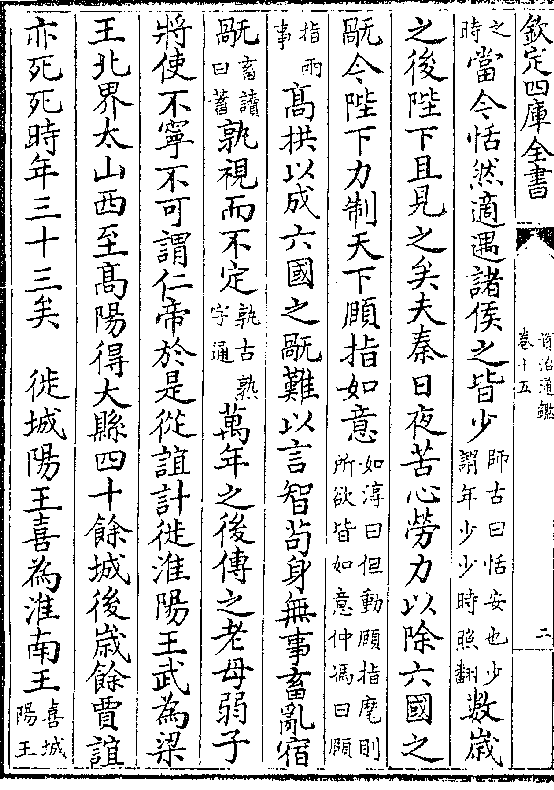 欽定四庫全書
資治通鑑
卷十五
二
之時當今恬然適遇諸侯之皆少師古曰恬安也少謂年少少時照翻數歲
之後陛下且見之矣夫秦日夜苦心勞力以除六國之
旤今陛下力制天下頤指如意如淳曰但動頤指麾則所欲皆如意仲馮曰頤
指兩事髙拱以成六國之旤難以言智苟身無事畜亂宿
旤畜讀曰蓄孰視而不定孰古熟字通萬年之後傳之老母弱子
將使不寧不可謂仁帝於是從誼計徙淮陽王武為梁
王北界太山西至髙陽得大縣四十餘城後歲餘賈誼
亦死死時年三十三矣 徙城陽王喜為淮南王喜城陽王